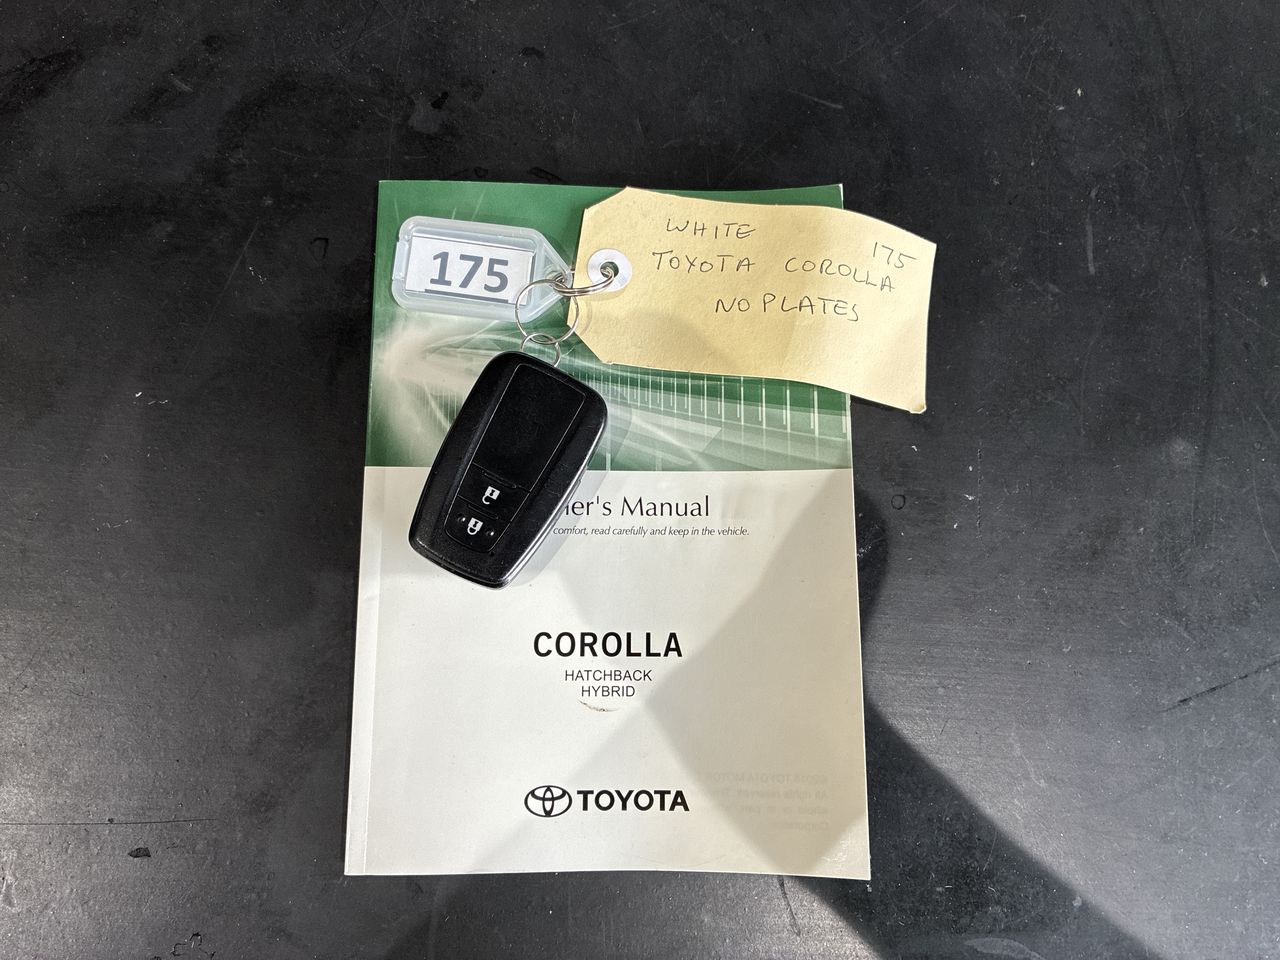 175
WHITE
175
TOYOTA COROLLA
NO PLATES
er's Manual
comfort, read carefully and keep in the vehicle.
COROLLA
HATCHBACK
HYBRID
TOYOTA